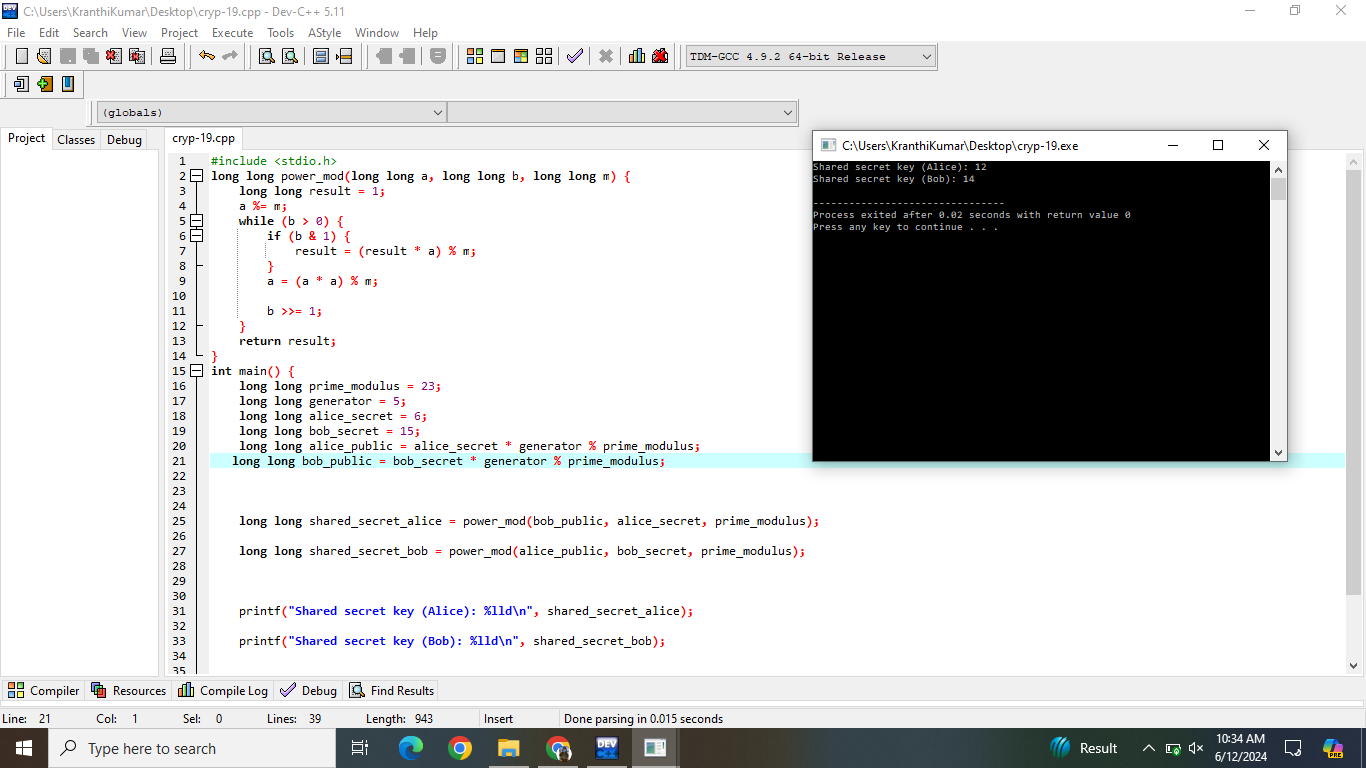 C:\Users\KranthiKumar\Desktop\cryp-19.cpp - Dev-C++ 5.11
File Edit Search View Project Execute Tools AStyle Window Help
TDM-GCC 4.9.2 64-bit Release
(globals)
Project Classes Debug
cryp-19.cpp
1 #include <stdio.h>
2 long long power_mod(long long a, long long b, long long m) {
3 long long result = 1;
4 a %= m;
5 while (b > 0) {
6 if (b & 1) {
7 result = (result * a) % m;
8 }
9 a = (a * a) % m;
10
11 b >>= 1;
12 }
13 return result;
14 }
15 int main() {
16 long long prime_modulus = 23;
17 long long generator = 5;
18 long long alice_secret = 6;
19 long long bob_secret = 15;
20 long long alice_public = alice_secret * generator % prime_modulus;
21 long long bob_public = bob_secret * generator % prime_modulus;
22
23
24
25 long long shared_secret_alice = power_mod(bob_public, alice_secret, prime_modulus);
26
27 long long shared_secret_bob = power_mod(alice_public, bob_secret, prime_modulus);
28
29
30
31 printf("Shared secret key (Alice): %lld\n", shared_secret_alice);
32
33 printf("Shared secret key (Bob): %lld\n", shared_secret_bob);
34
35
C:\Users\KranthiKumar\Desktop\cryp-19.exe
Shared secret key (Alice): 12
Shared secret key (Bob): 14
--------------------------------
Process exited after 0.02 seconds with return value 0
Press any key to continue . . .
Compiler Resources Compile Log Debug Find Results
Line: 21 Col: 1 Sel: 0 Lines: 39 Length: 943 Insert Done parsing in 0.015 seconds
Type here to search
DEV
Result
10:34 AM
6/12/2024
PRE